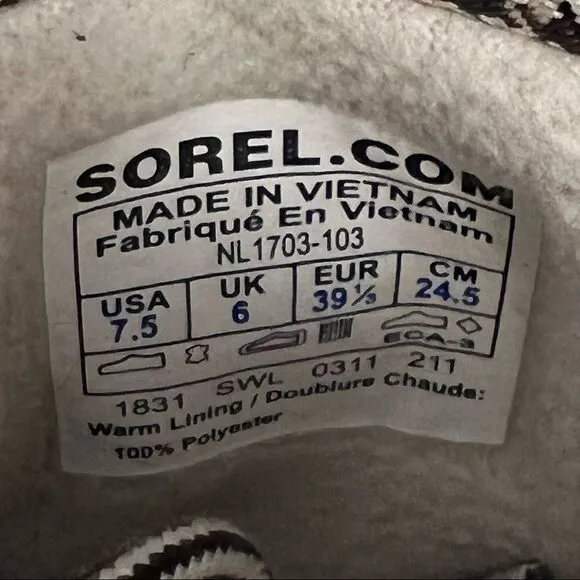 SOREL.COM
MADE IN VIETNAM
Fabriqué En Vietnam
NL1703-103
USA UK EUR CM
7.5 6 39⅓ 24.5
ECA-3
1831 SWL 0311 211
Warm Lining / Doublure Chaude:
100% Polyester